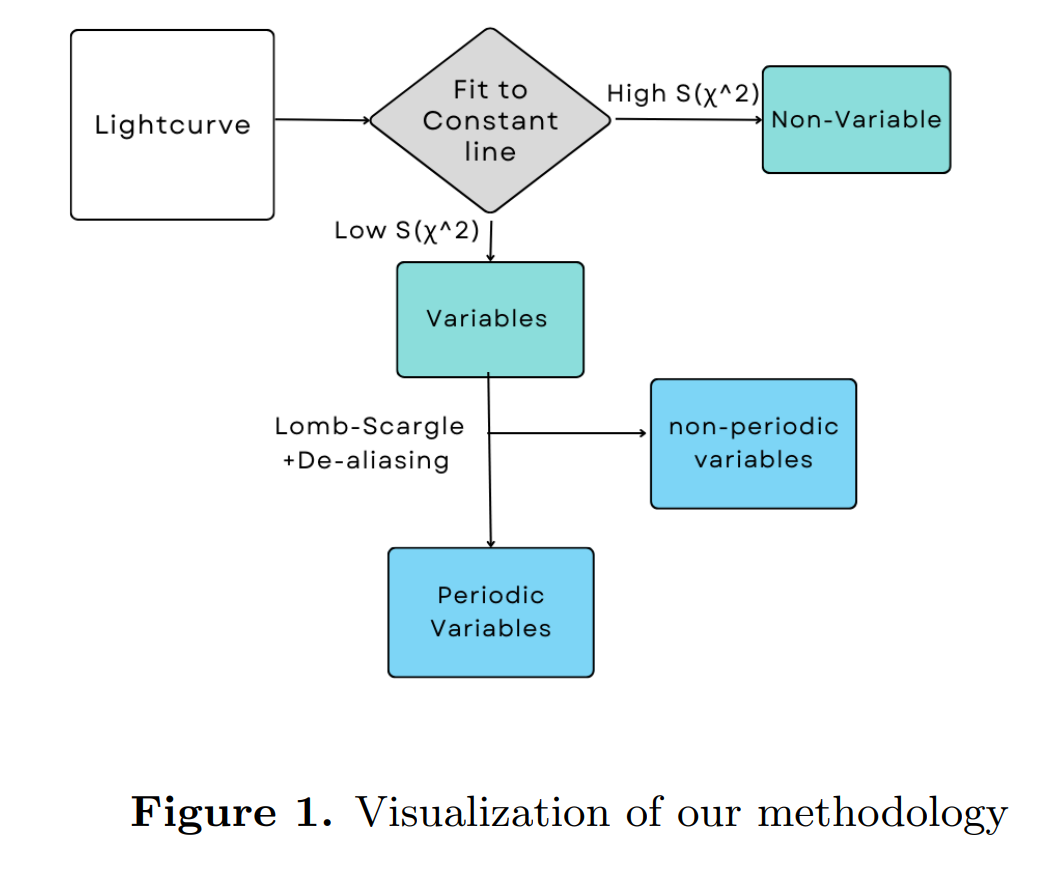 Lightcurve
Fit to
Constant
line
High S(χ^2)
Non-Variable
Low S(χ^2)
Variables
Lomb-Scargle
+De-aliasing
non-periodic
variables
Periodic
Variables
Figure 1. Visualization of our methodology